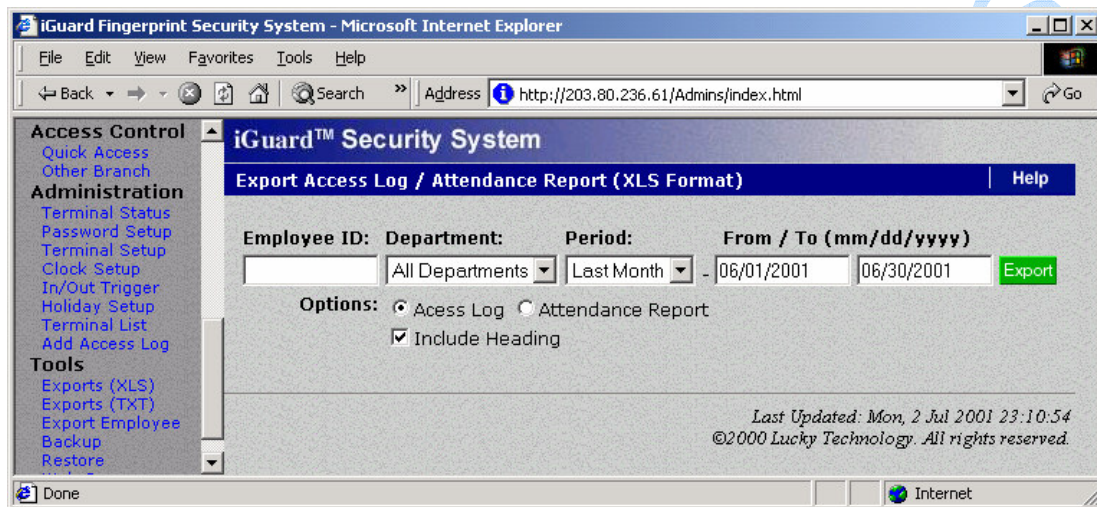 iGuard Fingerprint Security System - Microsoft Internet Explorer
File Edit View Favorites Tools Help
Back Search » Address http://203.80.236.61/Admins/index.html Go
Access Control
Quick Access
Other Branch
Administration
Terminal Status
Password Setup
Terminal Setup
Clock Setup
In/Out Trigger
Holiday Setup
Terminal List
Add Access Log
Tools
Exports (XLS)
Exports (TXT)
Export Employee
Backup
Restore
iGuard™ Security System
Export Access Log / Attendance Report (XLS Format) Help
Employee ID: Department: Period: From / To (mm/dd/yyyy)
All Departments Last Month - 06/01/2001 06/30/2001 Export
Options: Acess Log Attendance Report
Include Heading
Last Updated: Mon, 2 Jul 2001 23:10:54
©2000 Lucky Technology. All rights reserved.
Done Internet